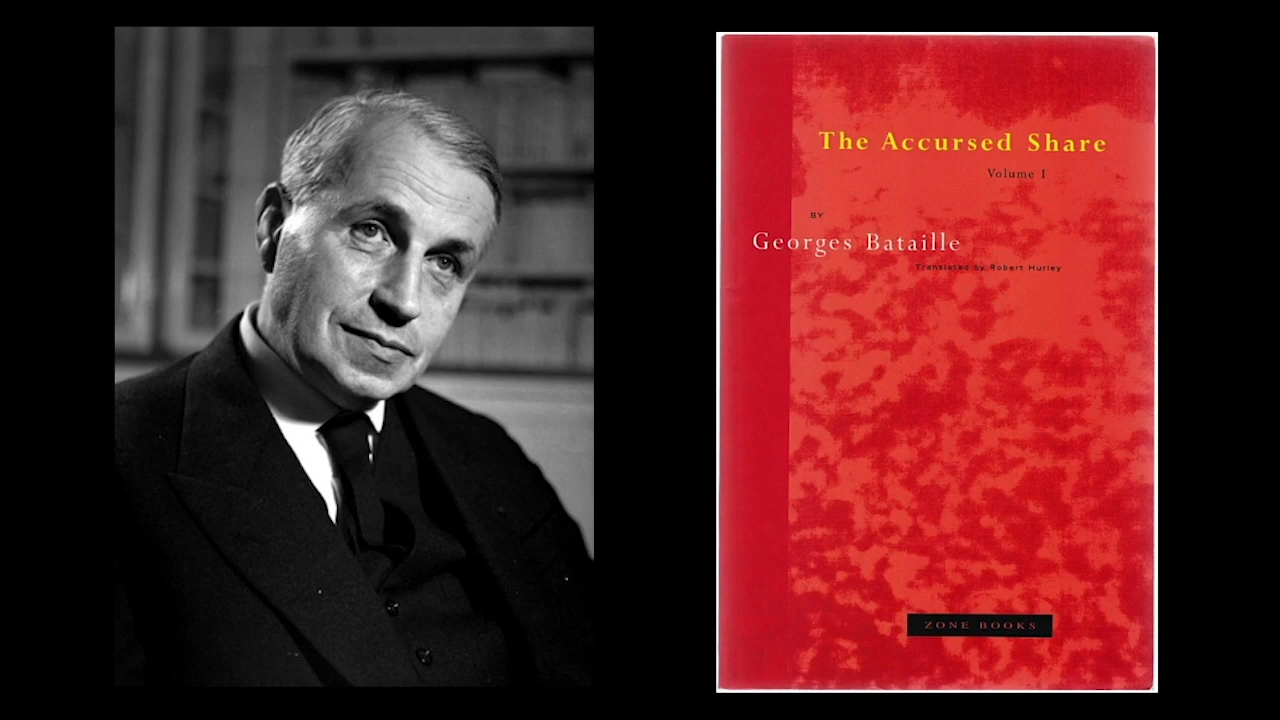 The Accursed Share
Volume I
BY
Georges Bataille
Translated by Robert Hurley
ZONE BOOKS